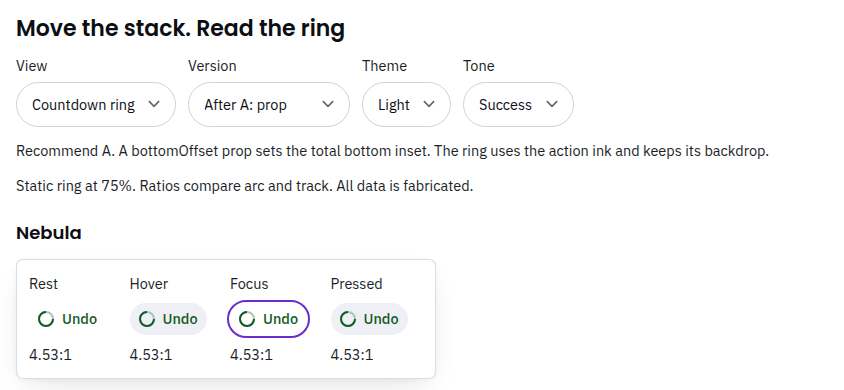 Move the stack. Read the ring
View Version Theme Tone
Countdown ring After A: prop Light Success
Recommend A. A bottomOffset prop sets the total bottom inset. The ring uses the action ink and keeps its backdrop.
Static ring at 75%. Ratios compare arc and track. All data is fabricated.
Nebula
Rest Hover Focus Pressed
Undo Undo Undo Undo
4.53:1 4.53:1 4.53:1 4.53:1